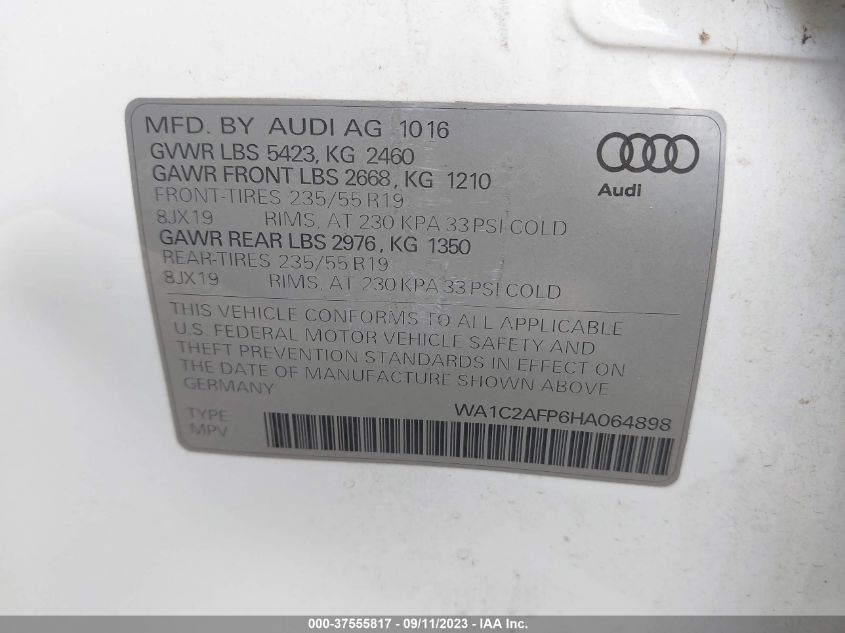 MFD. BY AUDI AG 10 16
GVWR LBS 5423, KG 2460
GAWR FRONT LBS 2668, KG 1210
FRONT-TIRES 235/55 R19
8JX19 RIMS, AT 230 KPA 33 PSI COLD
GAWR REAR LBS 2976, KG 1350
REAR-TIRES 235/55 R19
8JX19 RIMS, AT 230 KPA 33 PSI COLD
Audi
THIS VEHICLE CONFORMS TO ALL APPLICABLE
U.S. FEDERAL MOTOR VEHICLE SAFETY AND
THEFT PREVENTION STANDARDS IN EFFECT ON
THE DATE OF MANUFACTURE SHOWN ABOVE
GERMANY
WA1C2AFP6HA064898
TYPE
MPV
000-37555817 - 09/11/2023 - IAA Inc.